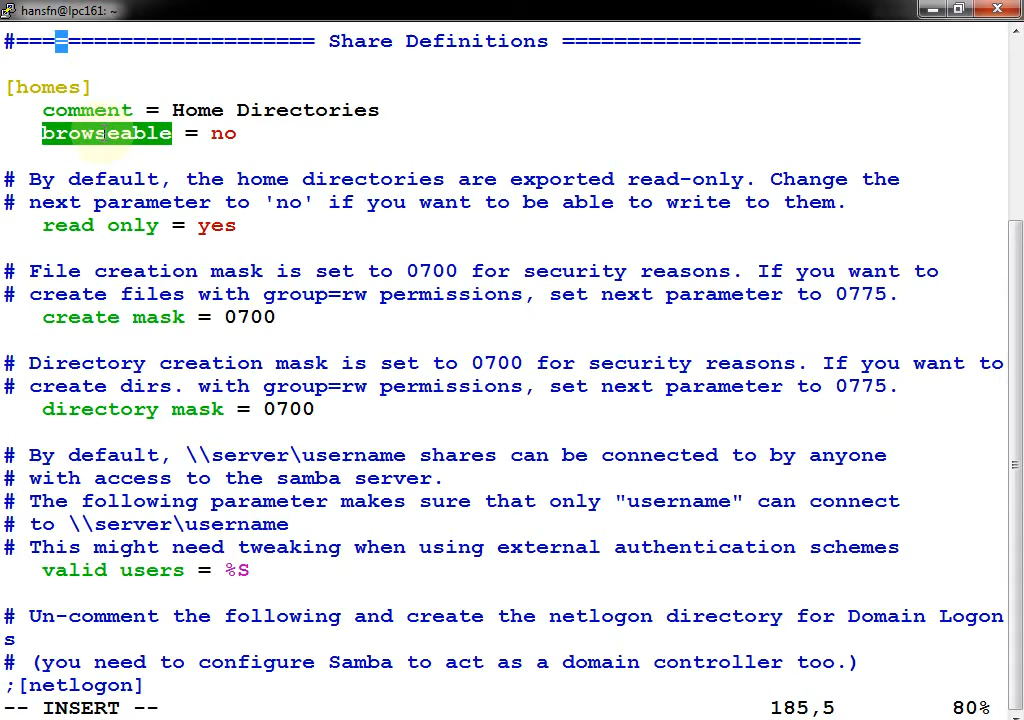 hansfn@lpc161: ~
#======================= Share Definitions =======================
[homes]
comment = Home Directories
browseable = no
# By default, the home directories are exported read-only. Change the
# next parameter to 'no' if you want to be able to write to them.
read only = yes
# File creation mask is set to 0700 for security reasons. If you want to
# create files with group=rw permissions, set next parameter to 0775.
create mask = 0700
# Directory creation mask is set to 0700 for security reasons. If you want to
# create dirs. with group=rw permissions, set next parameter to 0775.
directory mask = 0700
# By default, \\server\username shares can be connected to by anyone
# with access to the samba server.
# The following parameter makes sure that only "username" can connect
# to \\server\username
# This might need tweaking when using external authentication schemes
valid users = %S
# Un-comment the following and create the netlogon directory for Domain Logon
s
# (you need to configure Samba to act as a domain controller too.)
;[netlogon]
-- INSERT -- 185,5 80%